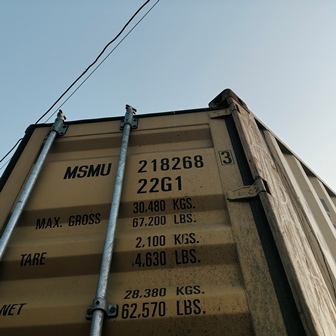 MSMU 218268 3
22G1
30.480 KGS.
MAX. GROSS 67.200 LBS.
2.100 KGS.
TARE 4,630 LBS.
28.380 KGS.
NET 62,570 LBS.